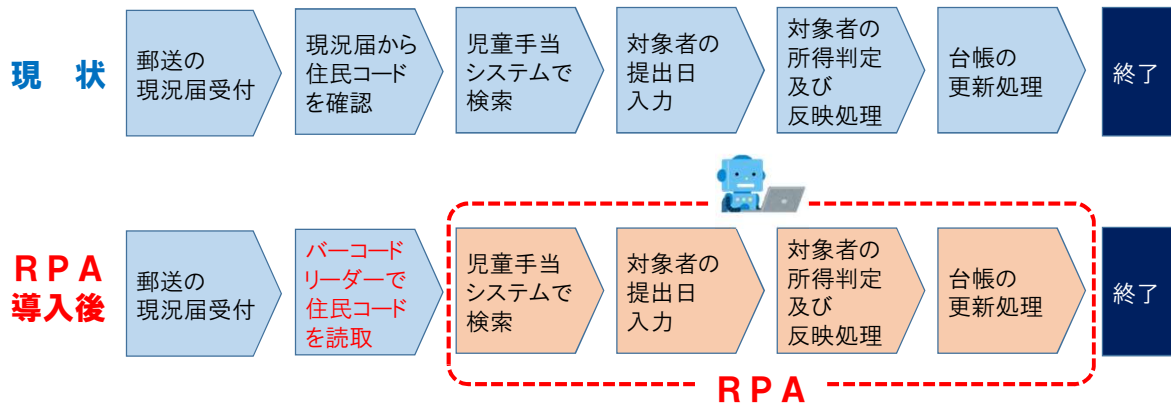 現 状
郵送の
現況届受付
現況届から
住民コード
を確認
児童手当
システムで
検索
対象者の
提出日
入力
対象者の
所得判定
及び
反映処理
台帳の
更新処理
終了
RPA
導入後
郵送の
現況届受付
バーコード
リーダーで
住民コード
を読取
児童手当
システムで
検索
対象者の
提出日
入力
対象者の
所得判定
及び
反映処理
台帳の
更新処理
終了
RPA